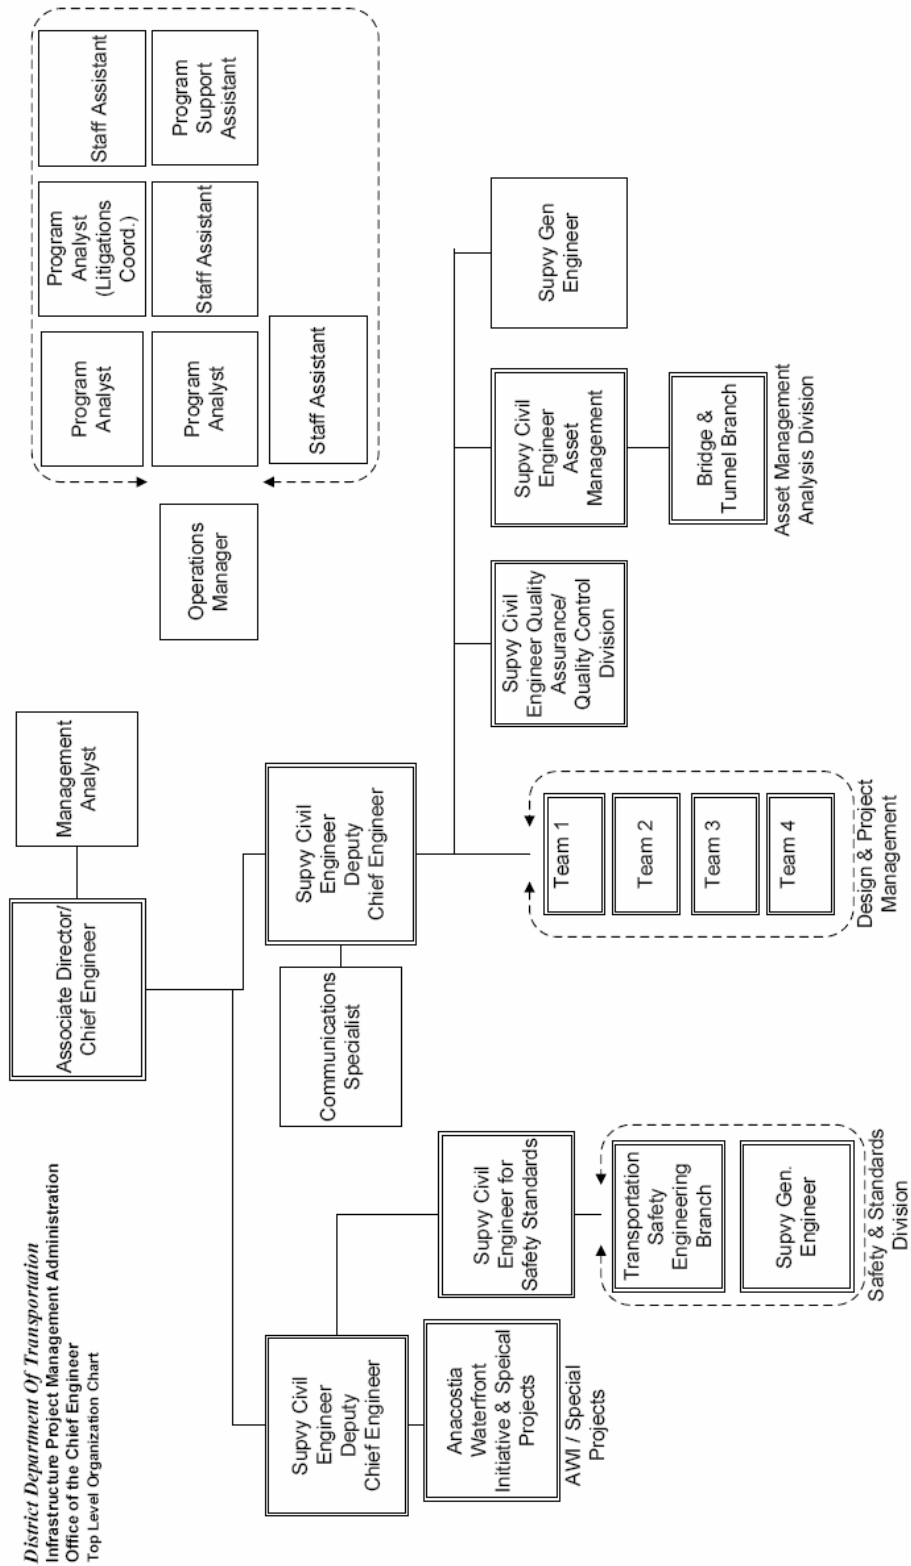 District Department Of Transportation
Infrastructure Project Management Administration
Office of the Chief Engineer
Top Level Organization Chart
Associate Director/
Chief Engineer
Management
Analyst
Operations
Manager
Program
Analyst
Program
Analyst
(Litigations
Coord.)
Staff Assistant
Program
Analyst
Staff Assistant
Program
Support
Assistant
Staff Assistant
Supvy Civil
Engineer
Deputy
Chief Engineer
Communications
Specialist
Supvy Civil
Engineer
Deputy
Chief Engineer
Anacostia
Waterfront
Initiative & Speical
Projects
AWI / Special
Projects
Supvy Civil
Engineer for
Safety Standards
Transportation
Safety
Engineering
Branch
Supvy Gen.
Engineer
Safety & Standards
Division
Team 1
Team 2
Team 3
Team 4
Design & Project
Management
Supvy Civil
Engineer Quality
Assurance/
Quality Control
Division
Supvy Civil
Engineer
Asset
Management
Bridge &
Tunnel Branch
Asset Management
Analysis Division
Supvy Gen
Engineer